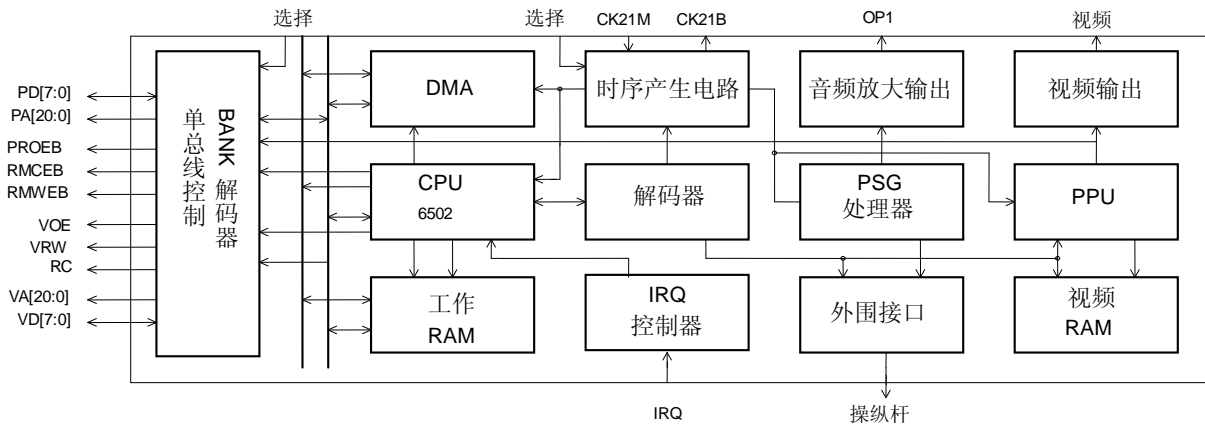 选择
选择
CK21M
CK21B
OP1
视频
PD[7:0]
PA[20:0]
PROEB
RMCEB
RMWEB
VOE
VRW
RC
VA[20:0]
VD[7:0]
BANK 解码器
单总线控制
DMA
时序产生电路
音频放大输出
视频输出
CPU
6502
解码器
PSG
处理器
PPU
工作
RAM
IRQ
控制器
外围接口
视频
RAM
IRQ
操纵杆